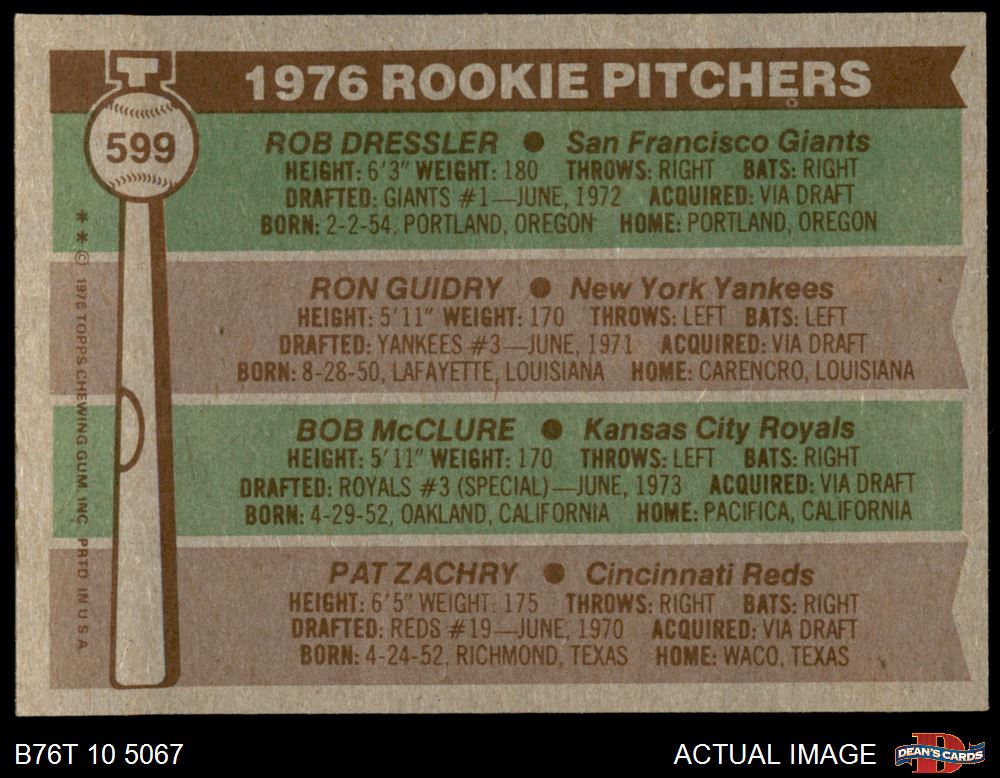 T
1976 ROOKIE PITCHERS
599
ROB DRESSLER ● San Francisco Giants
HEIGHT: 6'3" WEIGHT: 180 THROWS: RIGHT BATS: RIGHT
DRAFTED: GIANTS #1—JUNE, 1972 ACQUIRED: VIA DRAFT
BORN: 2-2-54, PORTLAND, OREGON HOME: PORTLAND, OREGON
RON GUIDRY ● New York Yankees
HEIGHT: 5'11" WEIGHT: 170 THROWS: LEFT BATS: LEFT
DRAFTED: YANKEES #3—JUNE, 1971 ACQUIRED: VIA DRAFT
BORN: 8-28-50, LAFAYETTE, LOUISIANA HOME: CARENCRO, LOUISIANA
BOB McCLURE ● Kansas City Royals
HEIGHT: 5'11" WEIGHT: 170 THROWS: LEFT BATS: RIGHT
DRAFTED: ROYALS #3 (SPECIAL)—JUNE, 1973 ACQUIRED: VIA DRAFT
BORN: 4-29-52, OAKLAND, CALIFORNIA HOME: PACIFICA, CALIFORNIA
PAT ZACHRY ● Cincinnati Reds
HEIGHT: 6'5" WEIGHT: 175 THROWS: RIGHT BATS: RIGHT
DRAFTED: REDS #19—JUNE, 1970 ACQUIRED: VIA DRAFT
BORN: 4-24-52, RICHMOND, TEXAS HOME: WACO, TEXAS
** © 1976 TOPPS CHEWING GUM, INC. PRTD. IN U.S.A.
B76T 10 5067
ACTUAL IMAGE
D
DEAN'S CARDS